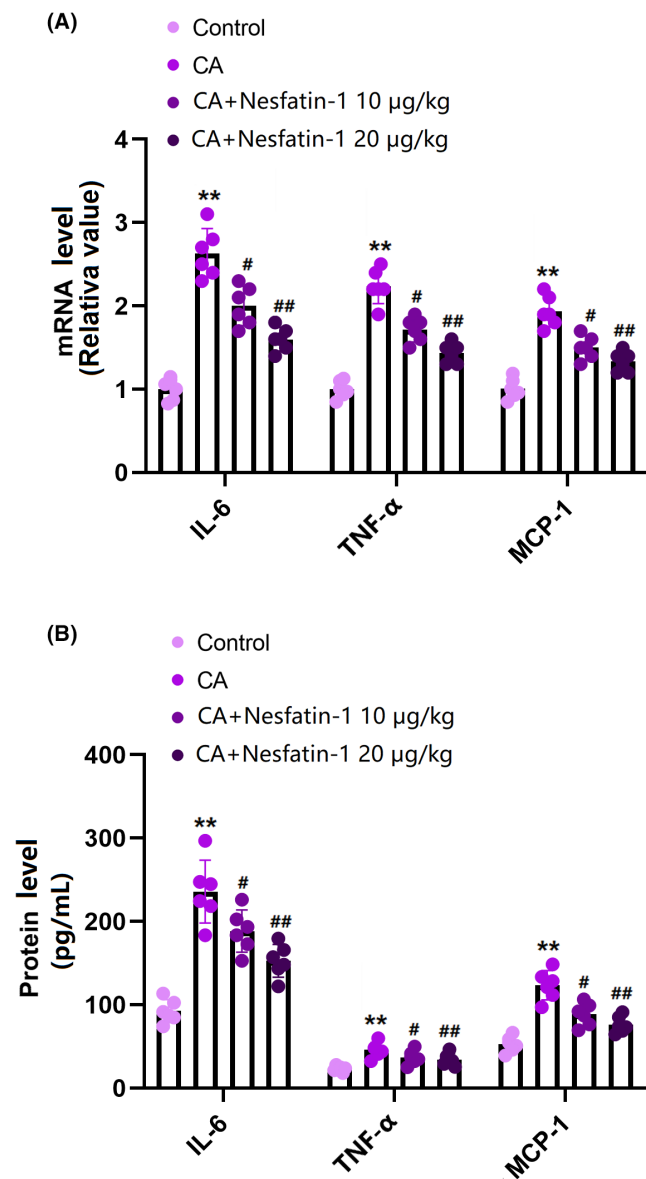 (A)
Control
CA
CA+Nesfatin-1 10 μg/kg
CA+Nesfatin-1 20 μg/kg
mRNA level
(Relativa value)
4
3
2
1
0
**
#
##
**
#
##
**
#
##
IL-6
TNF-α
MCP-1
(B)
Control
CA
CA+Nesfatin-1 10 μg/kg
CA+Nesfatin-1 20 μg/kg
Protein level
(pg/mL)
400
300
200
100
0
**
#
##
**
#
##
**
#
##
IL-6
TNF-α
MCP-1